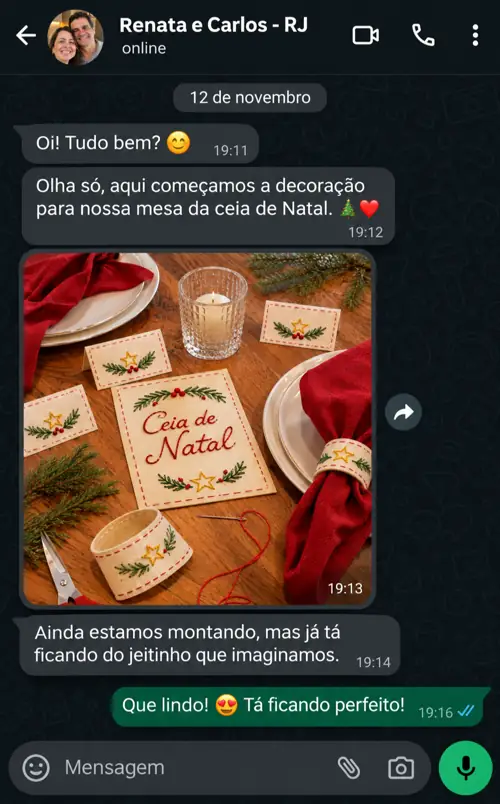 Renata e Carlos - RJ
online
12 de novembro
Oi! Tudo bem? 😊 19:11
Olha só, aqui começamos a decoração
para nossa mesa da ceia de Natal. 🎄❤️
19:12
Ceia de
Natal
19:13
Ainda estamos montando, mas já tá
ficando do jeitinho que imaginamos. 19:14
Que lindo! 😍 Tá ficando perfeito! 19:16
Mensagem